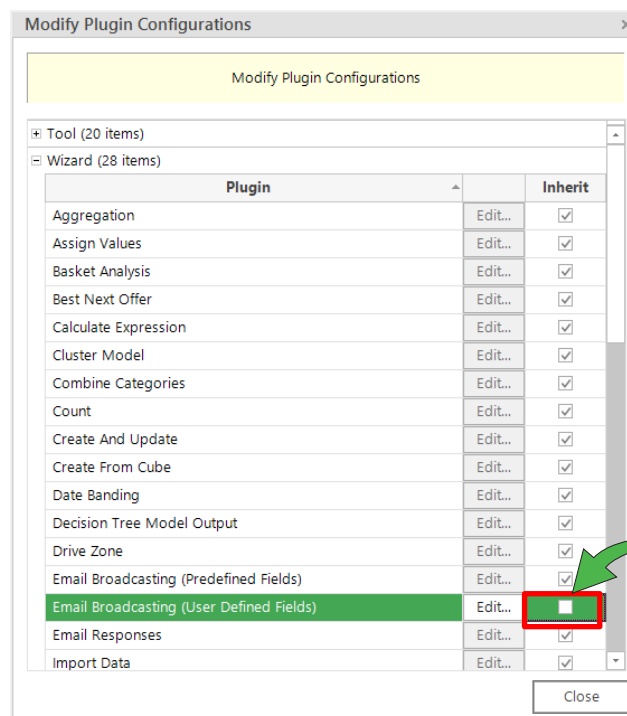 Modify Plugin Configurations
Modify Plugin Configurations
Tool (20 items)
Wizard (28 items)
Plugin Inherit
Aggregation Edit...
Assign Values Edit...
Basket Analysis Edit...
Best Next Offer Edit...
Calculate Expression Edit...
Cluster Model Edit...
Combine Categories Edit...
Count Edit...
Create And Update Edit...
Create From Cube Edit...
Date Banding Edit...
Decision Tree Model Output Edit...
Drive Zone Edit...
Email Broadcasting (Predefined Fields) Edit...
Email Broadcasting (User Defined Fields) Edit...
Email Responses Edit...
Import Data Edit...
Close